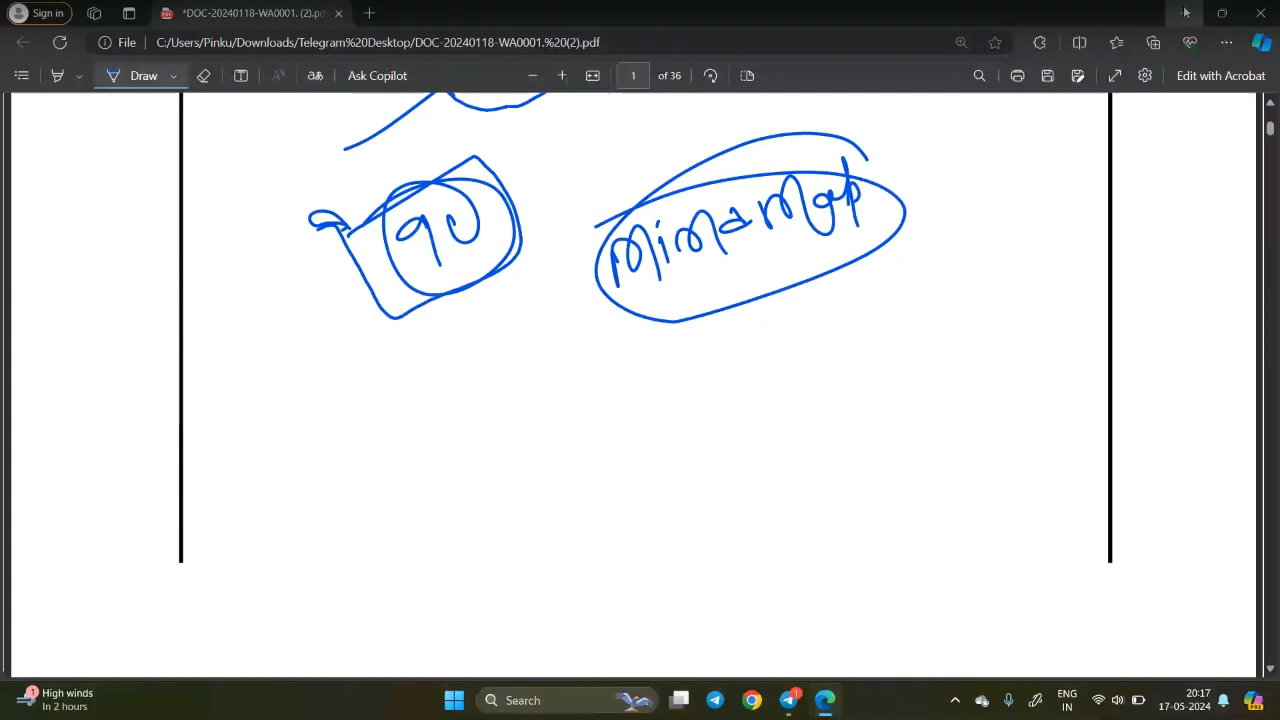 Sign in
*DOC-20240118-WA0001. (2).pd
File C:/Users/Pinku/Downloads/Telegram%20Desktop/DOC-20240118-WA0001.%20(2).pdf
Draw Ask Copilot 1 of 36 Edit with Acrobat
90
High winds
In 2 hours
Search
1
ENG
IN
20:17
17-05-2024